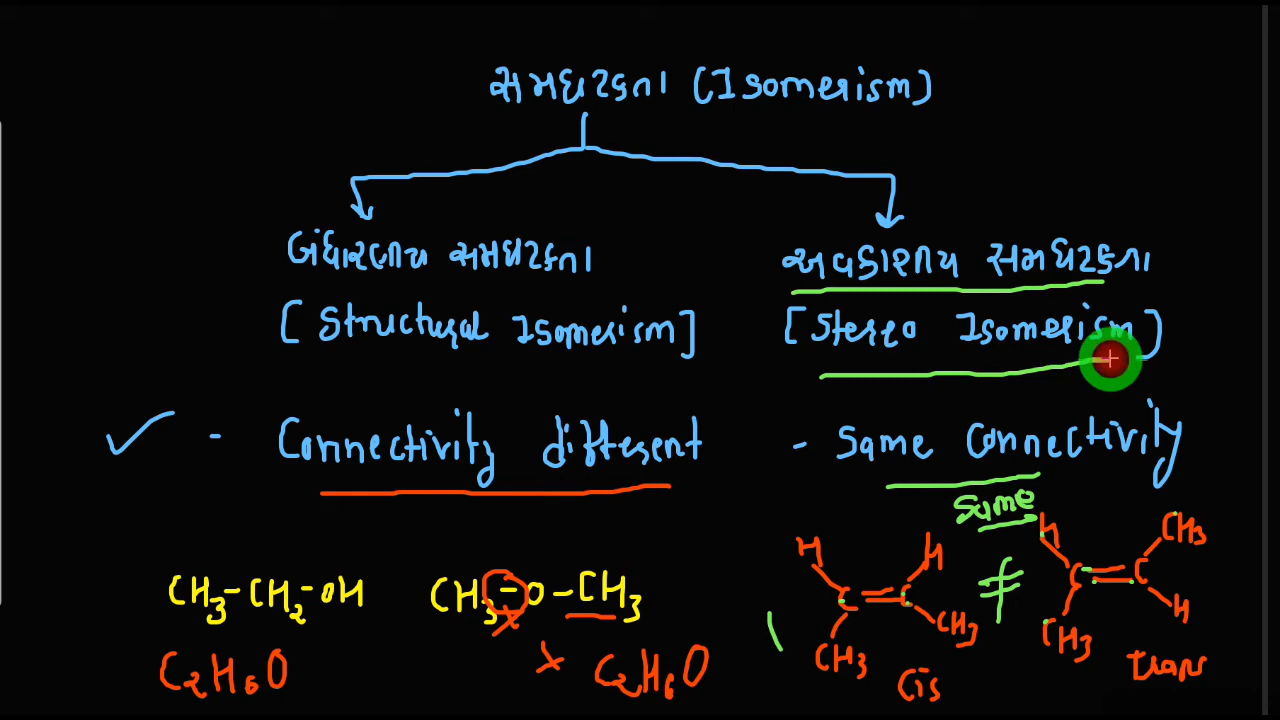 સમઘટકતા (Isomerism)
બંધારણીય સમઘટકતા
[Structural Isomerism]
અવકાશીય સમઘટકતા
[Stereo Isomerism]
- Connectivity different
- Same Connectivity
Same
CH3-CH2-OH
CH3-O-CH3
C2H6O
C2H6O
H H
C=C
CH3 CH3
Cis
≠
H CH3
C=C
CH3 H
trans